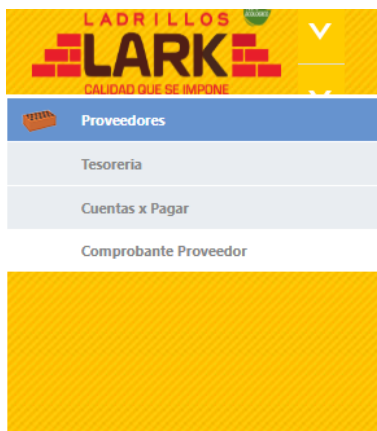 LADRILLOS
LARK
CALIDAD QUE SE IMPONE
Proveedores
Tesoreria
Cuentas x Pagar
Comprobante Proveedor